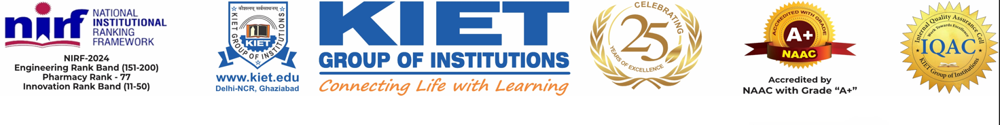 nirf
NATIONAL
INSTITUTIONAL
RANKING
FRAMEWORK
NIRF-2024
Engineering Rank Band (151-200)
Pharmacy Rank - 77
Innovation Rank Band (11-50)
कौशलम् सर्वसाधनम्
KIET GROUP OF INSTITUTIONS
KIET
www.kiet.edu
Delhi-NCR, Ghaziabad
KIET
GROUP OF INSTITUTIONS
Connecting Life with Learning
CELEBRATING
25
YEARS OF EXCELLENCE
ACCREDITED WITH GRADE
A+
NAAC
Accredited by
NAAC with Grade “A+”
Internal Quality Assurance Cell
Work Towards Excellence
IQAC
KIET Group of Institutions